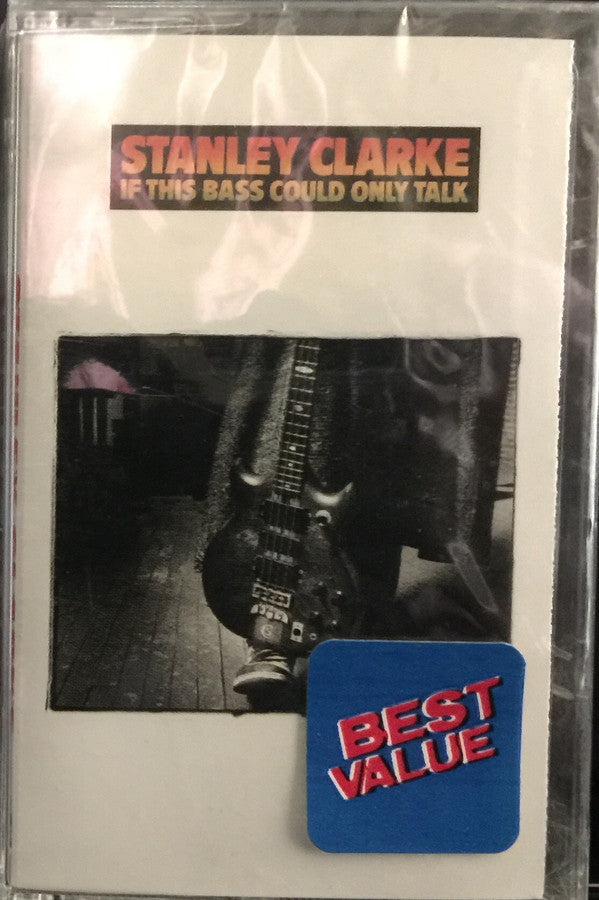 STANLEY CLARKE
IF THIS BASS COULD ONLY TALK
BEST
VALUE